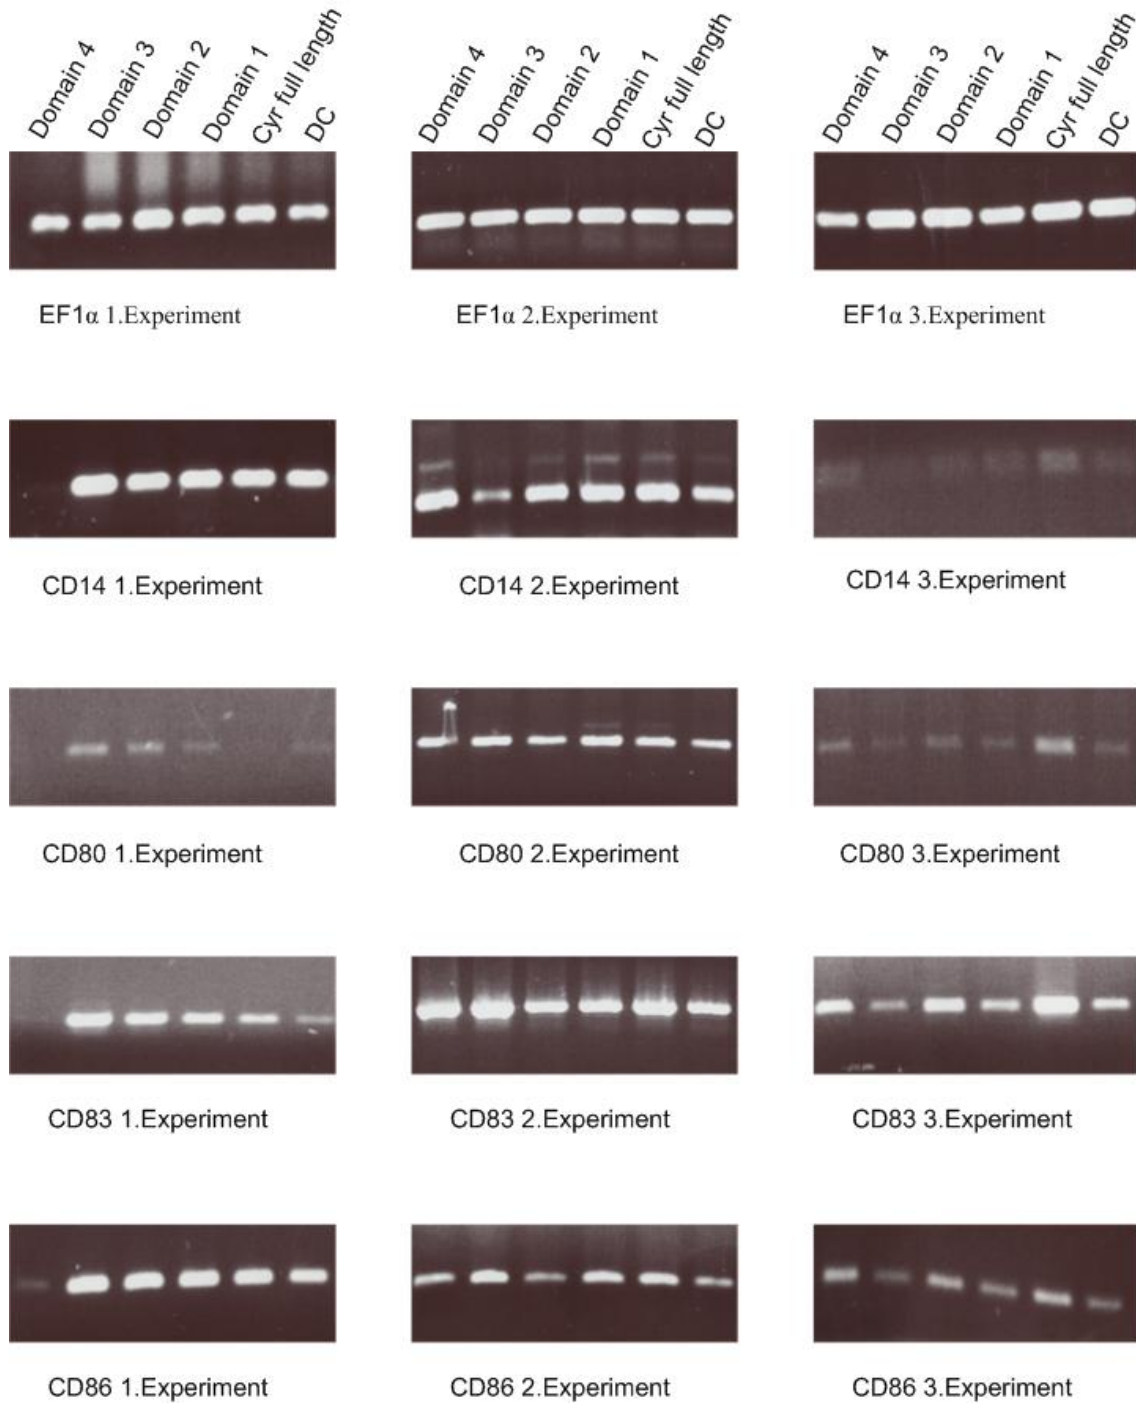 Domain 4
Domain 3
Domain 2
Domain 1
Cyr full length
DC
Domain 4
Domain 3
Domain 2
Domain 1
Cyr full length
DC
Domain 4
Domain 3
Domain 2
Domain 1
Cyr full length
DC
EF1α 1.Experiment
EF1α 2.Experiment
EF1α 3.Experiment
CD14 1.Experiment
CD14 2.Experiment
CD14 3.Experiment
CD80 1.Experiment
CD80 2.Experiment
CD80 3.Experiment
CD83 1.Experiment
CD83 2.Experiment
CD83 3.Experiment
CD86 1.Experiment
CD86 2.Experiment
CD86 3.Experiment